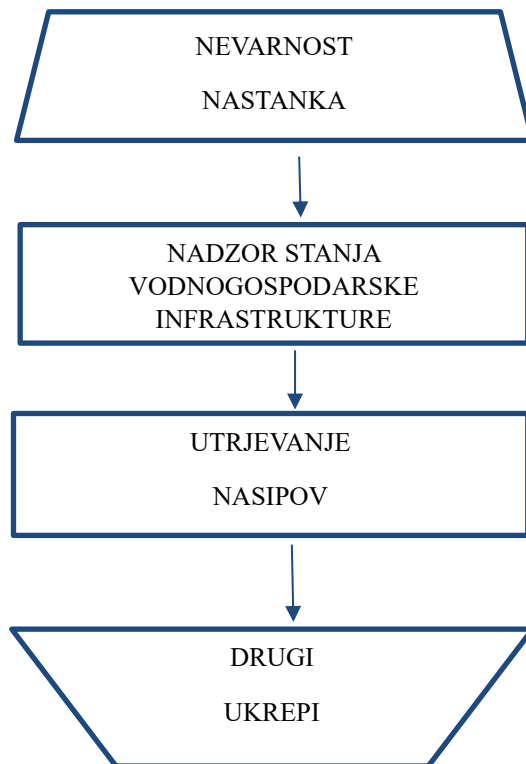 NEVARNOST
NASTANKA
NADZOR STANJA
VODNOGOSPODARSKE
INFRASTRUKTURE
UTRJEVANJE
NASIPOV
DRUGI
UKREPI